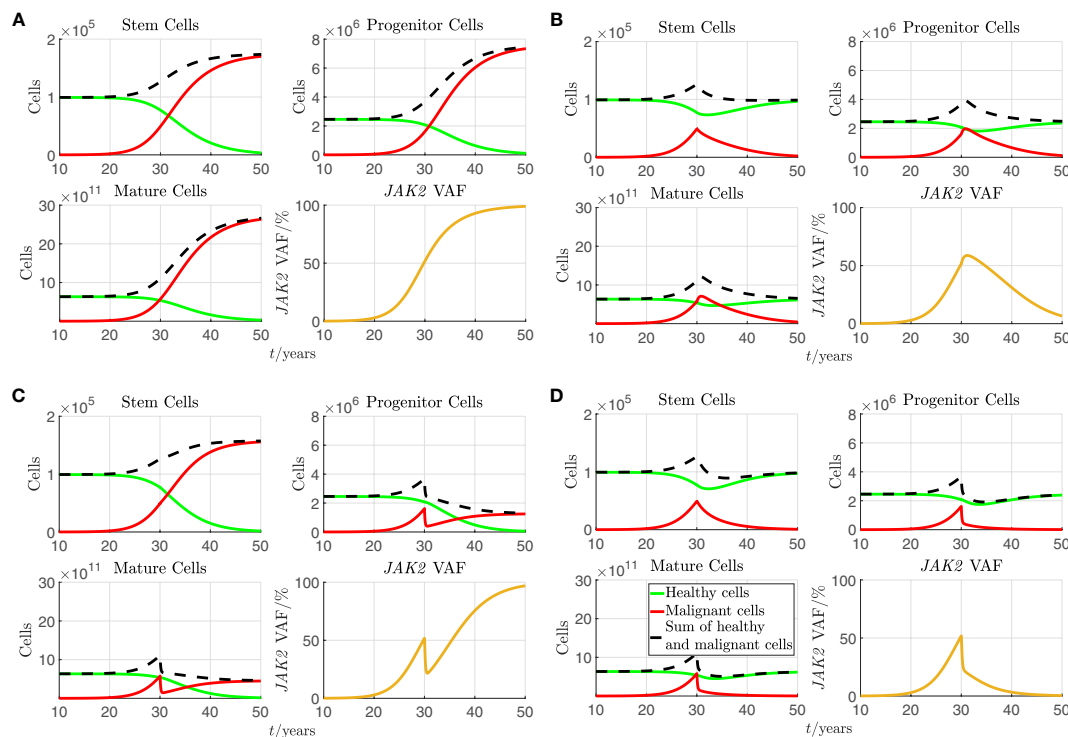 A
Stem Cells
×10^5
2
1
0
10 20 30 40 50
Cells
Progenitor Cells
×10^6
8
6
4
2
0
10 20 30 40 50
Mature Cells
×10^11
30
10
10 20 30 40 50
Cells
JAK2 VAF
JAK2 VAF/%
100
50
0
10 20 30 40 50
t/years
B
Stem Cells
×10^5
2
1
0
10 20 30 40 50
Cells
Progenitor Cells
×10^6
8
6
4
2
0
10 20 30 40 50
Mature Cells
×10^11
30
10
10 20 30 40 50
Cells
JAK2 VAF
JAK2 VAF/%
100
50
0
10 20 30 40 50
t/years
C
Stem Cells
×10^5
2
1
0
10 20 30 40 50
Cells
Progenitor Cells
×10^6
8
6
4
2
0
10 20 30 40 50
Mature Cells
×10^11
30
10
10 20 30 40 50
Cells
JAK2 VAF
JAK2 VAF/%
100
50
0
10 20 30 40 50
t/years
D
Stem Cells
×10^5
2
1
0
10 20 30 40 50
Cells
Progenitor Cells
×10^6
8
6
4
2
0
10 20 30 40 50
Mature Cells
×10^11
30
10
10 20 30 40 50
Cells
Healthy cells
Malignant cells
Sum of healthy
and malignant cells
JAK2 VAF
JAK2 VAF/%
100
50
0
10 20 30 40 50
t/years